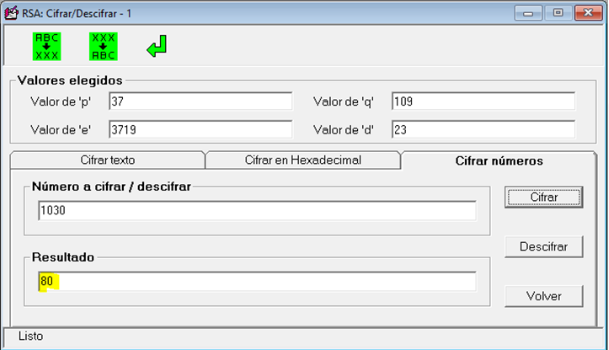 RSA: Cifrar/Descifrar - 1
ABC XXX
XXX ABC
Valores elegidos
Valor de 'p' 37 Valor de 'q' 109
Valor de 'e' 3719 Valor de 'd' 23
Cifrar texto Cifrar en Hexadecimal Cifrar números
Número a cifrar / descifrar
1030
Cifrar
Descifrar
Resultado
80
Volver
Listo